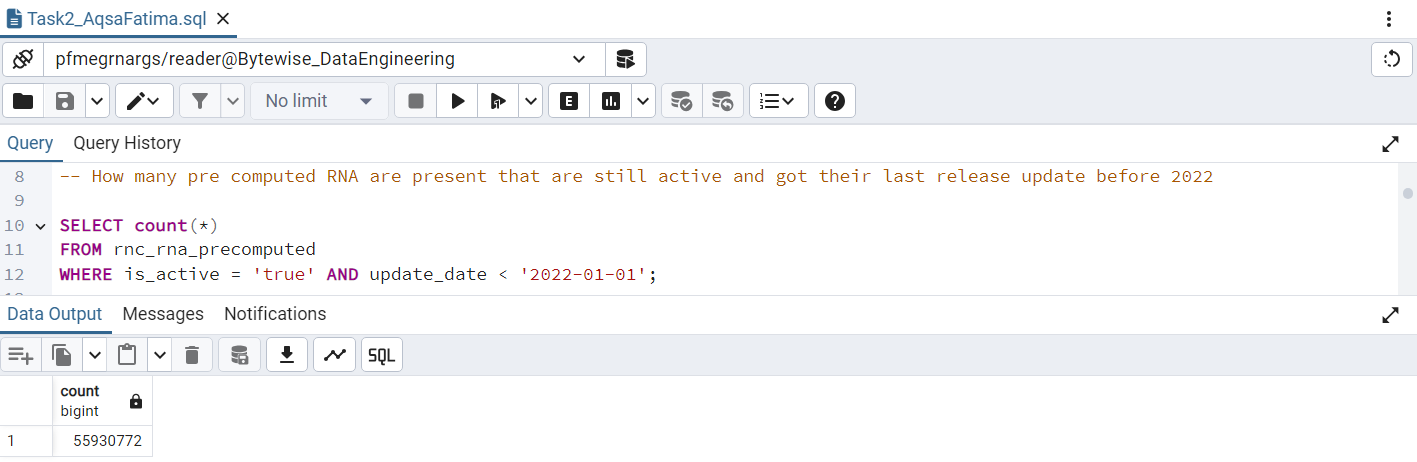 Task2_AqsaFatima.sql
pfmegrnargs/reader@Bytewise_DataEngineering
No limit
E
Query Query History
8 -- How many pre computed RNA are present that are still active and got their last release update before 2022
9
10 SELECT count(*)
11 FROM rnc_rna_precomputed
12 WHERE is_active = 'true' AND update_date < '2022-01-01';
Data Output Messages Notifications
SQL
count
bigint
1 55930772